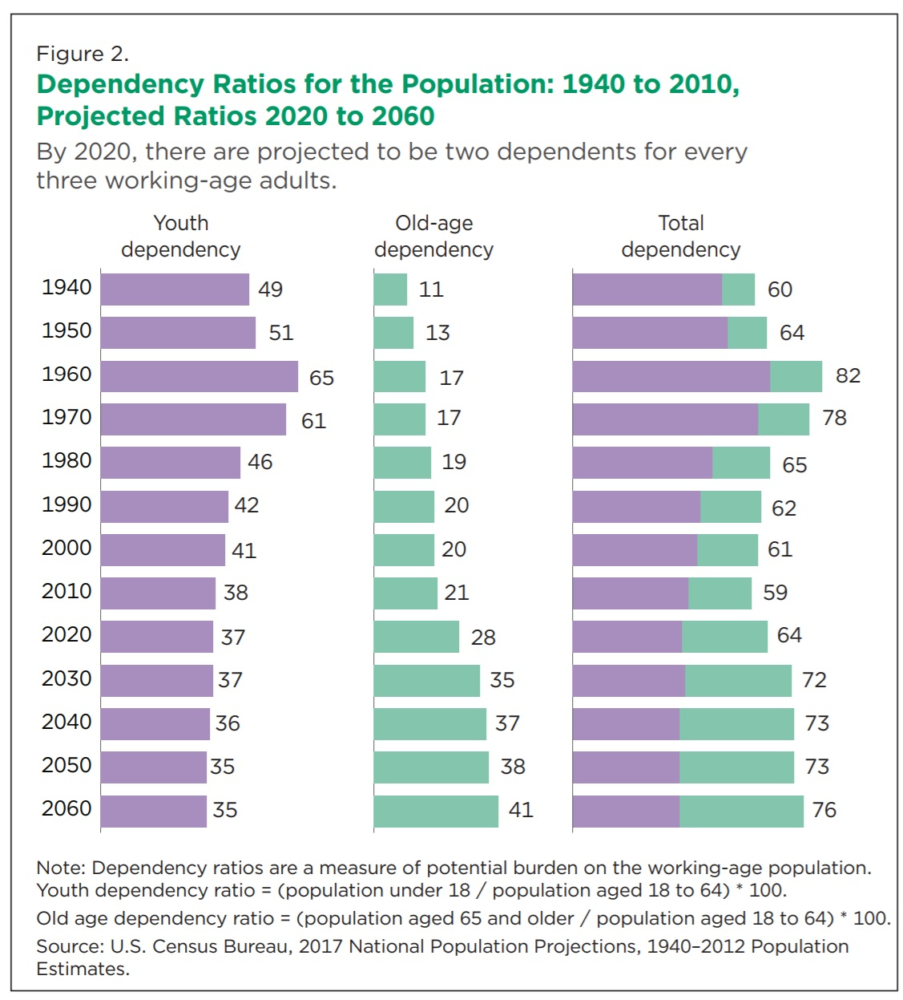 Figure 2.
Dependency Ratios for the Population: 1940 to 2010,
Projected Ratios 2020 to 2060
By 2020, there are projected to be two dependents for every
three working-age adults.
Youth dependency
Old-age dependency
Total dependency
1940 49 11 60
1950 51 13 64
1960 65 17 82
1970 61 17 78
1980 46 19 65
1990 42 20 62
2000 41 20 61
2010 38 21 59
2020 37 28 64
2030 37 35 72
2040 36 37 73
2050 35 38 73
2060 35 41 76
Note: Dependency ratios are a measure of potential burden on the working-age population.
Youth dependency ratio = (population under 18 / population aged 18 to 64) * 100.
Old age dependency ratio = (population aged 65 and older / population aged 18 to 64) * 100.
Source: U.S. Census Bureau, 2017 National Population Projections, 1940–2012 Population
Estimates.